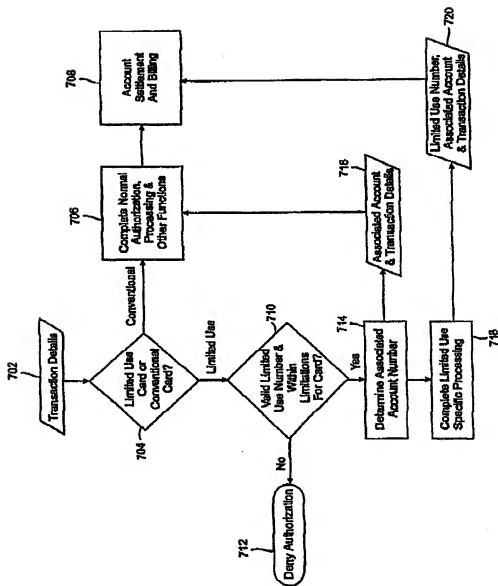 702
Transaction Details
Limited Use
Card or
Conventional
Card?
704
Conventional
706
Complete Normal
Authorization,
Processing &
Other Functions
708
Account
Settlement
And Billing
Limited Use
710
Valid Limited
Use Number &
Within
Limitations
For Card?
No
712
Deny Authorization
Yes
714
Determine Associated
Account Number
716
Associated Account
& Transaction Details
Complete Limited Use
Specific Processing
718
720
Limited Use Number,
Associated Account
& Transaction Details